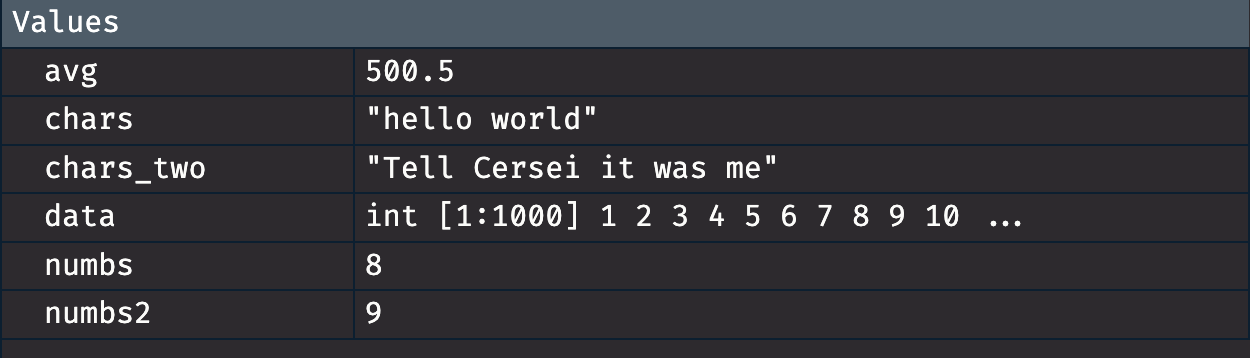 Values
avg 500.5
chars "hello world"
chars_two "Tell Cersei it was me"
data int [1:1000] 1 2 3 4 5 6 7 8 9 10 ...
numbs 8
numbs2 9